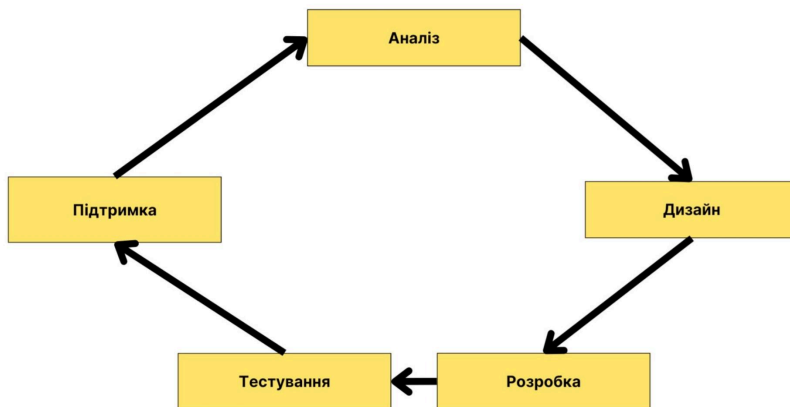 Аналіз
Дизайн
Розробка
Тестування
Підтримка